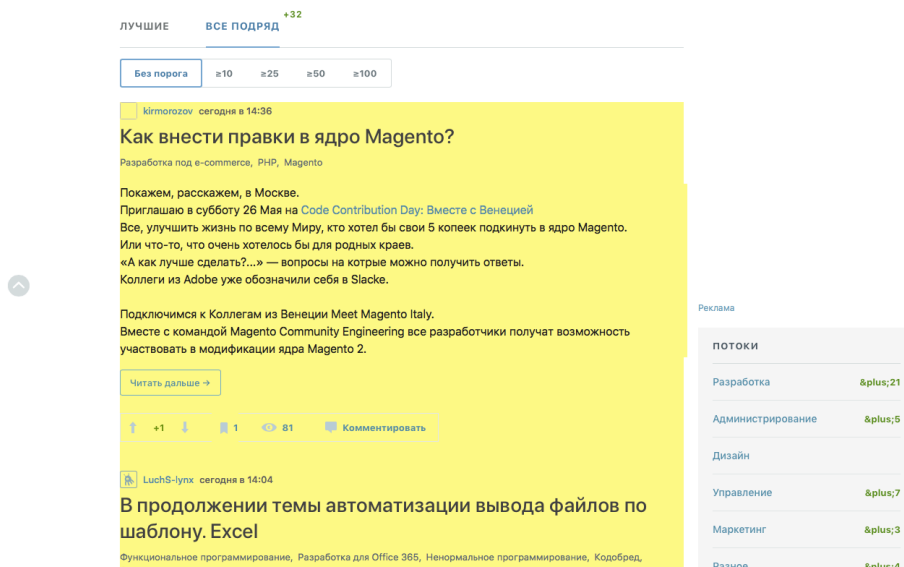 ЛУЧШИЕ ВСЕ ПОДРЯД +32
Без порога ≥10 ≥25 ≥50 ≥100
kirmorozov сегодня в 14:36
Как внести правки в ядро Magento?
Разработка под e-commerce, PHP, Magento
Покажем, расскажем, в Москве.
Приглашаю в субботу 26 Мая на Code Contribution Day: Вместе с Венецией
Все, улучшить жизнь по всему Миру, кто хотел бы свои 5 копеек подкинуть в ядро Magento.
Или что-то, что очень хотелось бы для родных краев.
«А как лучше сделать?...» — вопросы на котрые можно получить ответы.
Коллеги из Adobe уже обозначили себя в Slackе.
Подключимся к Коллегам из Венеции Meet Magento Italy.
Вместе с командой Magento Community Engineering все разработчики получат возможность
участвовать в модификации ядра Magento 2.
Читать дальше →
+1 1 81 Комментировать
LuchS-lynx сегодня в 14:04
В продолжении темы автоматизации вывода файлов по
шаблону. Excel
Функциональное программирование, Разработка для Office 365, Ненормальное программирование, Кодобред,
Реклама
ПОТОКИ
Разработка &plus;21
Администрирование &plus;5
Дизайн
Управление &plus;7
Маркетинг &plus;3
Разное &plus;4